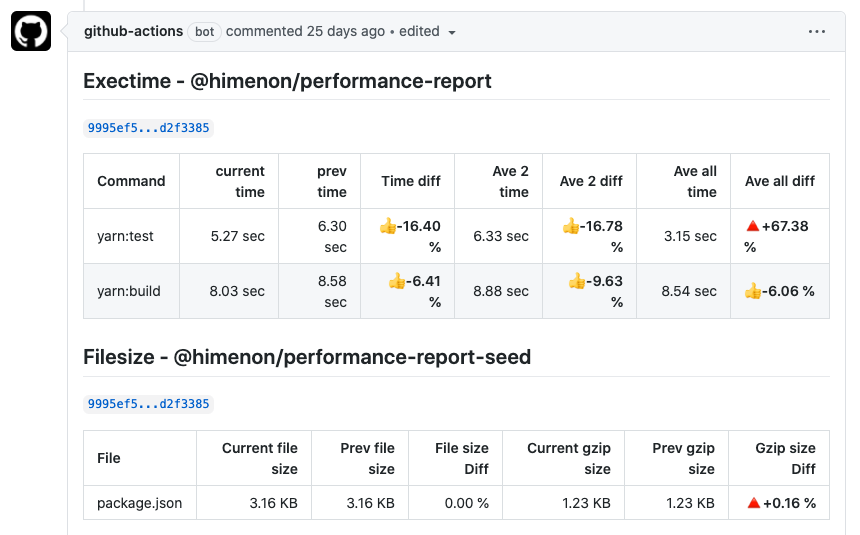 github-actions bot commented 25 days ago • edited
Exectime - @himenon/performance-report
9995ef5...d2f3385
Command current time prev time Time diff Ave 2 time Ave 2 diff Ave all time Ave all diff
yarn:test 5.27 sec 6.30 sec 👍-16.40 % 6.33 sec 👍-16.78 % 3.15 sec 🔺+67.38 %
yarn:build 8.03 sec 8.58 sec 👍-6.41 % 8.88 sec 👍-9.63 % 8.54 sec 👍-6.06 %
Filesize - @himenon/performance-report-seed
9995ef5...d2f3385
File Current file size Prev file size File size Diff Current gzip size Prev gzip size Gzip size Diff
package.json 3.16 KB 3.16 KB 0.00 % 1.23 KB 1.23 KB 🔺+0.16 %